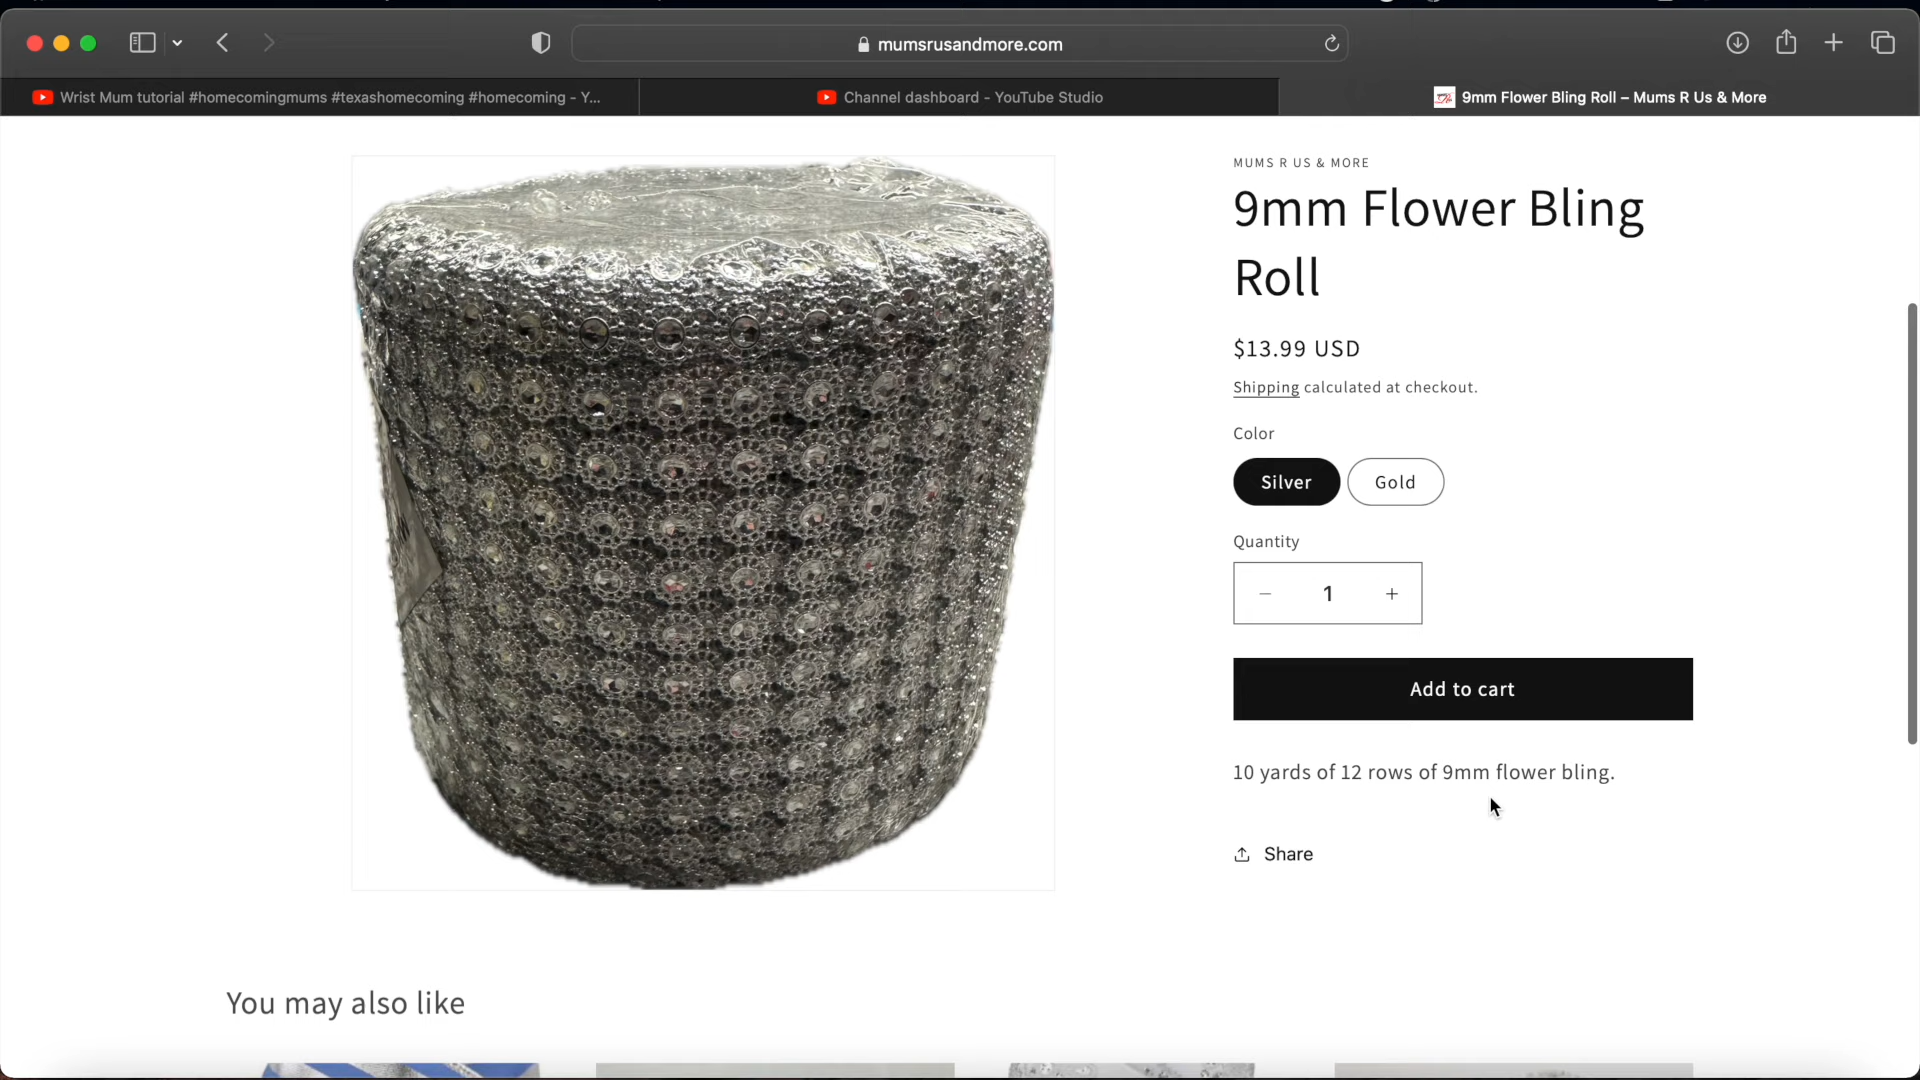 mumsrusandmore.com
Wrist Mum tutorial #homecomingmums #texashomecoming #homecoming - Y...
Channel dashboard - YouTube Studio
9mm Flower Bling Roll – Mums R Us & More
MUMS R US & MORE
9mm Flower Bling
Roll
$13.99 USD
Shipping calculated at checkout.
Color
Silver
Gold
Quantity
1
Add to cart
10 yards of 12 rows of 9mm flower bling.
Share
You may also like